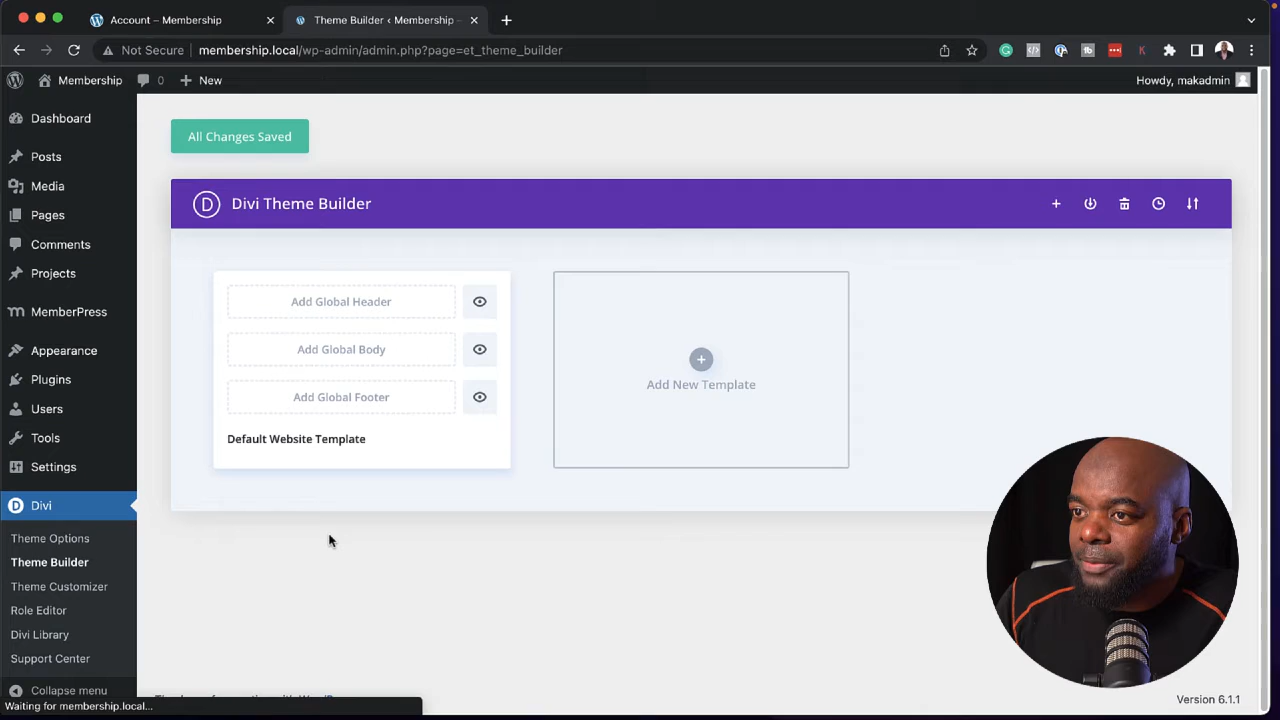 Account – Membership
Theme Builder ‹ Membership –
Not Secure
membership.local/wp-admin/admin.php?page=et_theme_builder
Membership
0
New
Howdy, makadmin
Dashboard
Posts
Media
Pages
Comments
Projects
MemberPress
Appearance
Plugins
Users
Tools
Settings
Divi
Theme Options
Theme Builder
Theme Customizer
Role Editor
Divi Library
Support Center
Collapse menu
All Changes Saved
D
Divi Theme Builder
Add Global Header
Add Global Body
Add Global Footer
Default Website Template
Add New Template
Waiting for membership.local...
Version 6.1.1